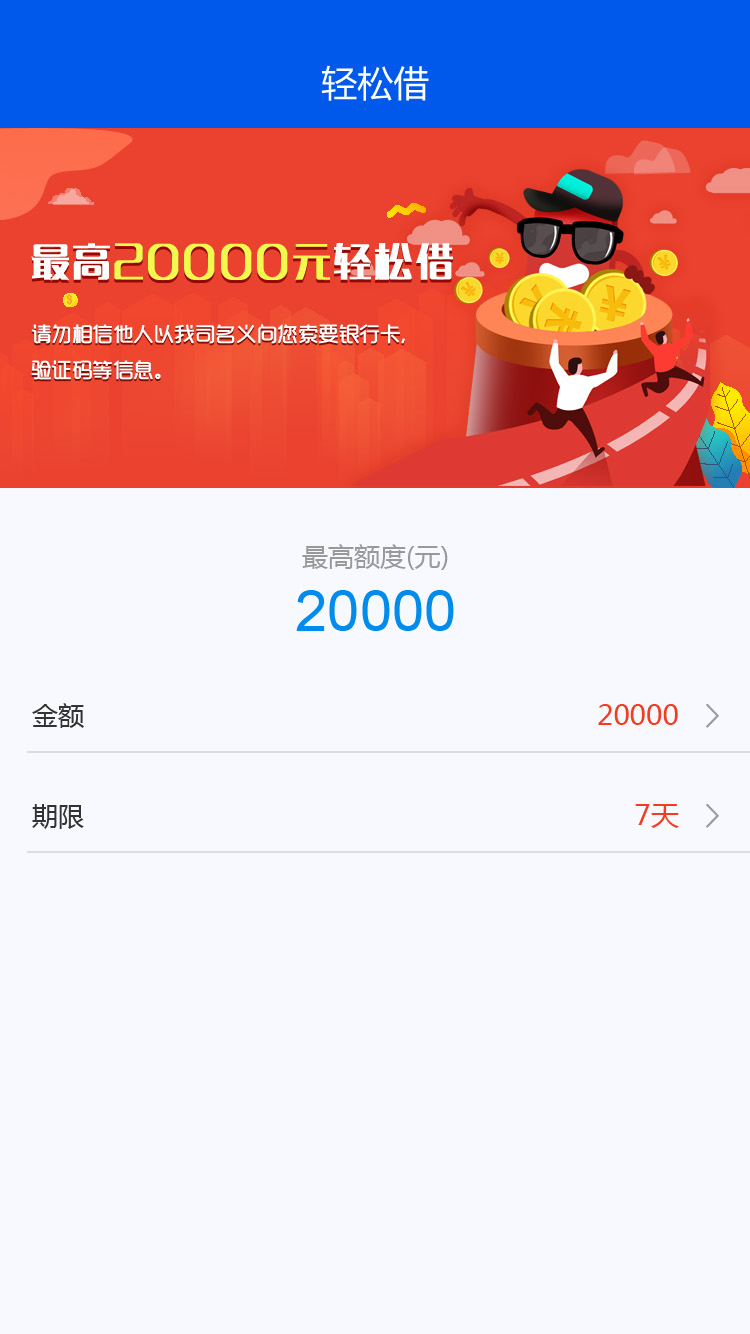 轻松借
最高20000元轻松借
请勿相信他人以我司名义向您索要银行卡,
验证码等信息。
最高额度(元)
20000
金额 20000
期限 7天